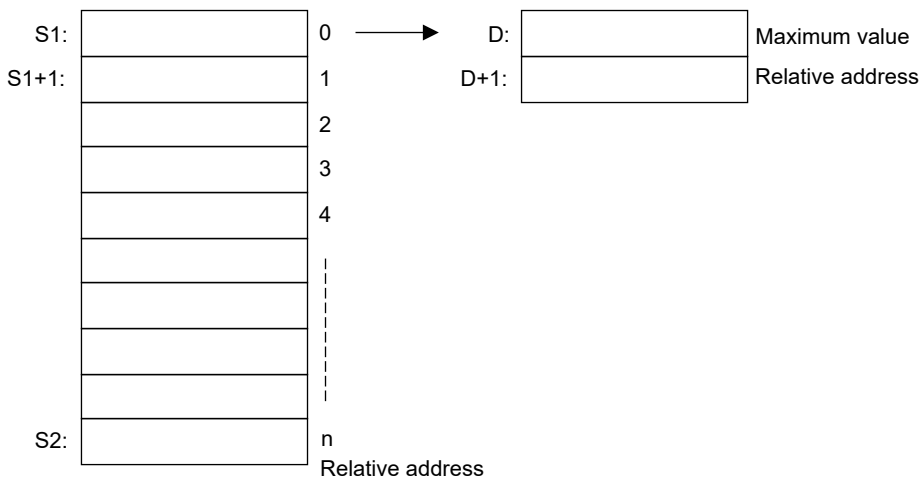 S1:
0
D:
Maximum value
S1+1:
1
D+1:
Relative address
2
3
4
S2:
n
Relative address